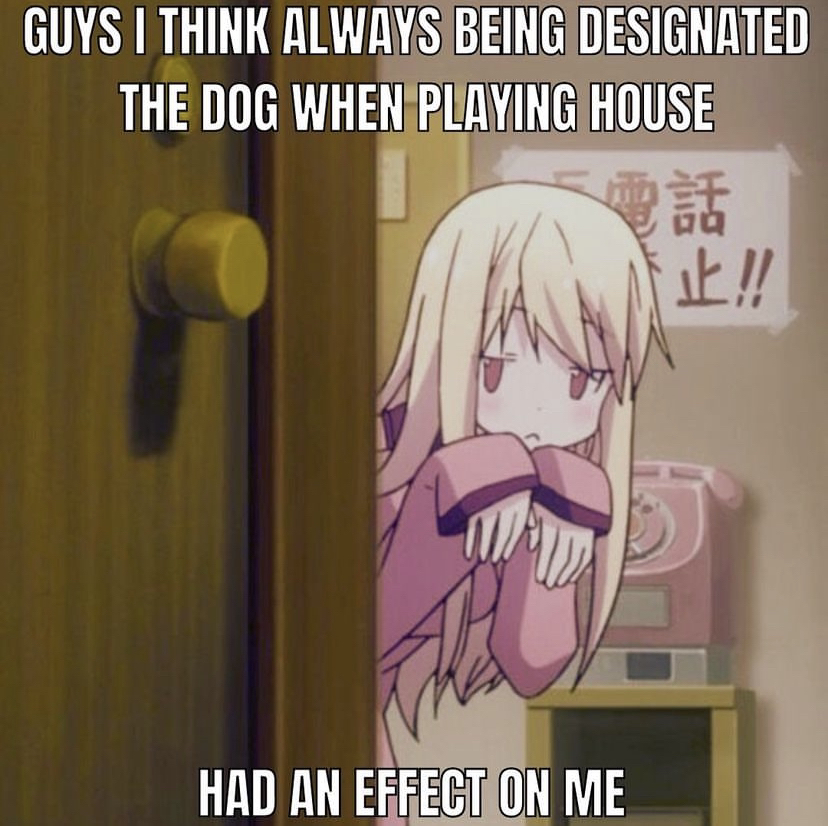 GUYS I THINK ALWAYS BEING DESIGNATED
THE DOG WHEN PLAYING HOUSE
電話
止!!
HAD AN EFFECT ON ME